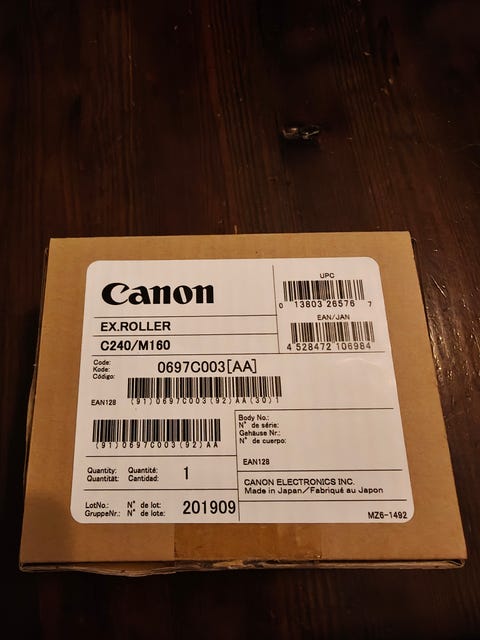 Canon
EX.ROLLER
C240/M160
UPC
0 13803 26576 7
EAN/JAN
4 528472 106984
Code:
Kode:
Código:
0697C003[AA]
EAN128
(91)0697C003(92)AA(30)1
(91)0697C003(92)AA
Body No.:
N° de série:
Gehäuse Nr.:
N° de cuerpo:
EAN128
Quantity: Quantité:
Quantität: Cantidad:
1
CANON ELECTRONICS INC.
Made in Japan/Fabriqué au Japon
LotNo.: N° de lot:
GruppeNr.: N° de lote:
201909
MZ6-1492